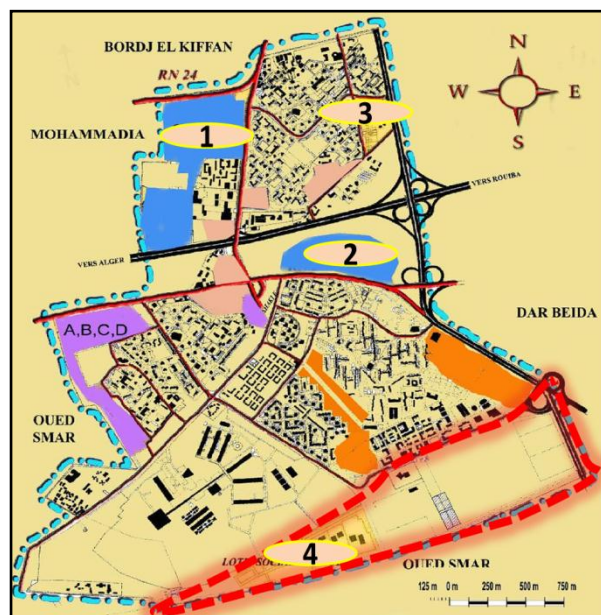 BORDJ EL KIFFAN
RN 24
N
W
E
S
MOHAMMADIA
1
3
VERS ROUIBA
VERS ALGER
2
A,B,C,D
DAR BEIDA
OUED
SMAR
4
OUED SMAR
125 m 0 m 250 m 500 m 750 m